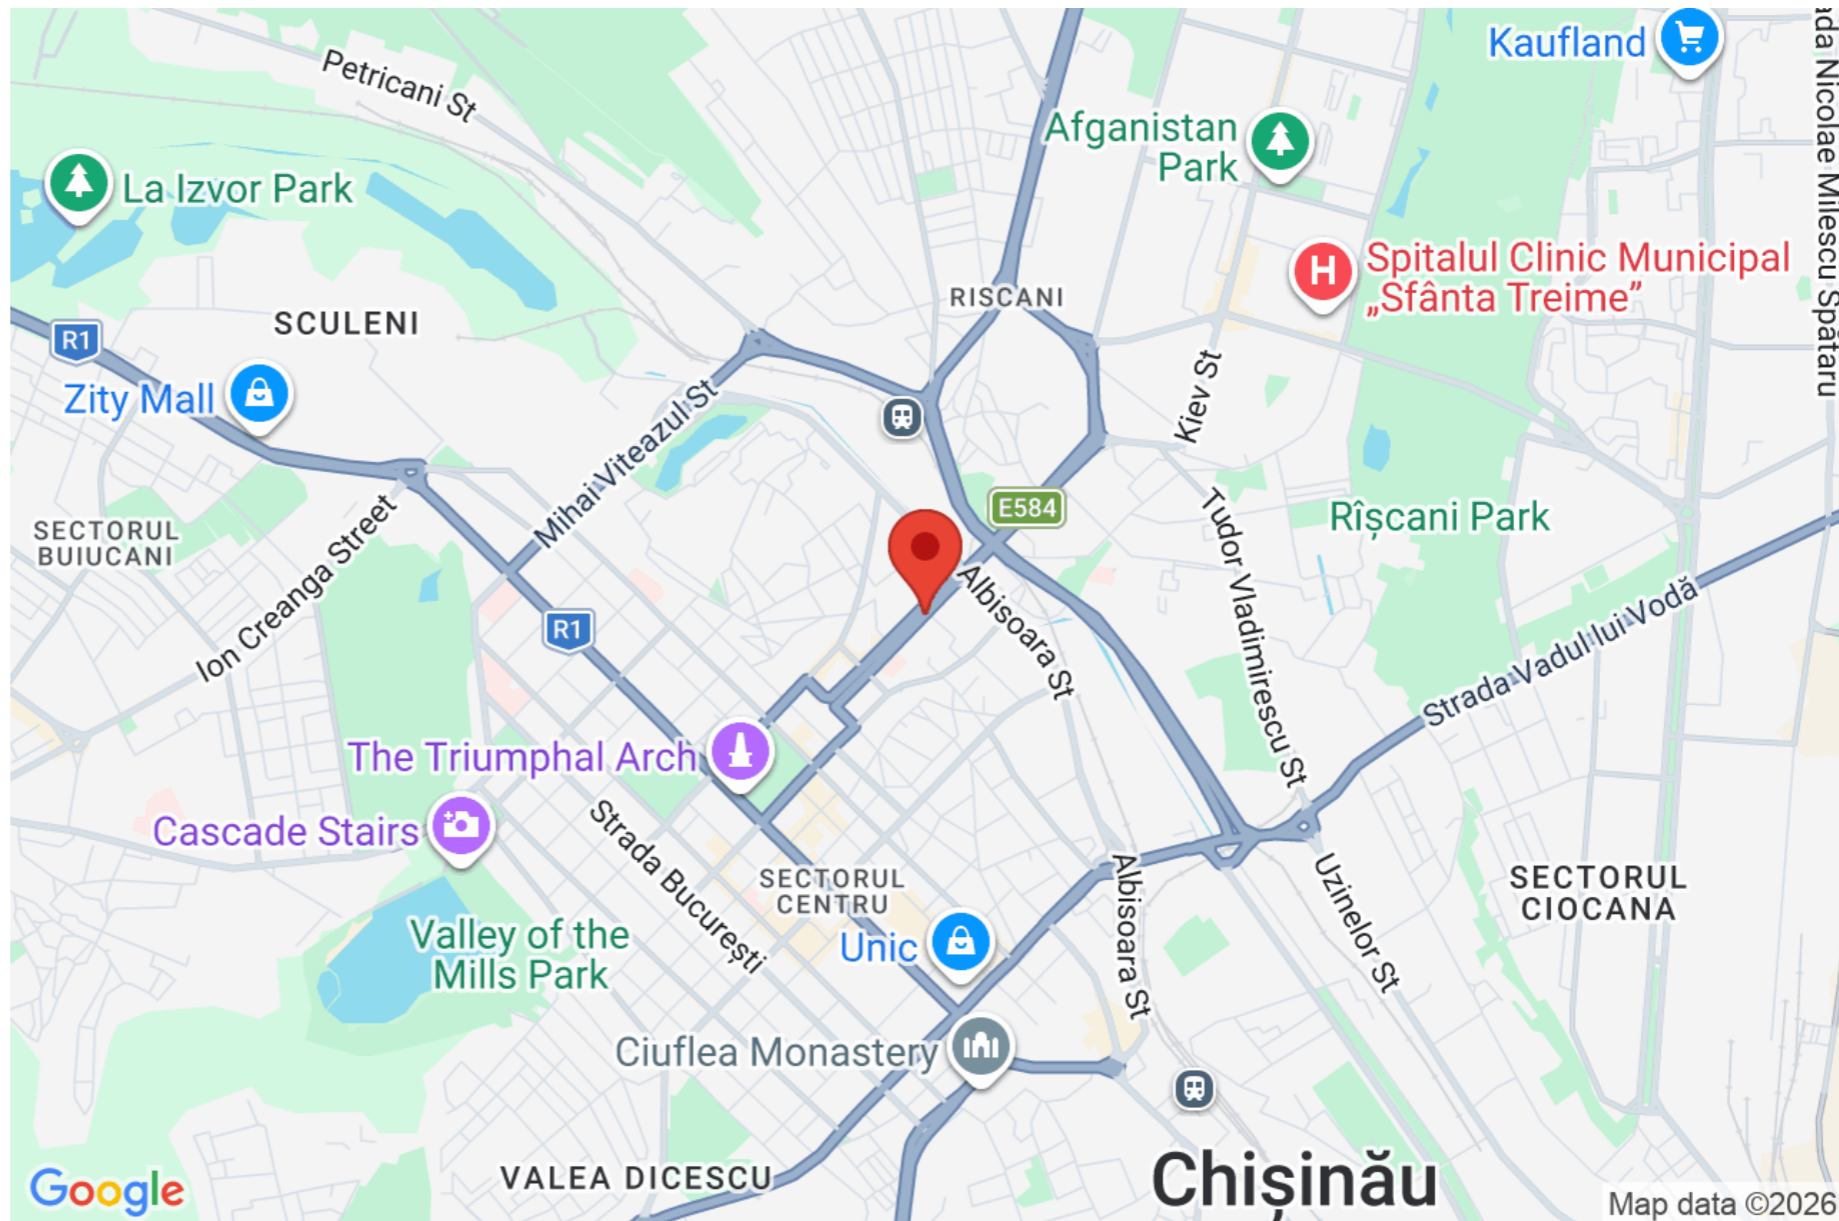 Petricani St
Kaufland
Afganistan
Park
La Izvor Park
Spitalul Clinic Municipal
„Sfânta Treime”
H
RISCANI
SCULENI
R1
Zity Mall
Kiev St
Mihai Viteazul St
E584
Rîșcani Park
Nicolae Milescu Spătaru
SECTORUL
BUIUCANI
Ion Creanga Street
Tudor Vladimirescu St
Albisoara St
Strada Vadul lui Vodă
R1
The Triumphal Arch
Cascade Stairs
Strada București
SECTORUL
CENTRU
Albisoara St
Uzinelor St
SECTORUL
CIOCANA
Valley of the
Mills Park
Unic
Ciuflea Monastery
VALEA DICESCU
Chișinău
Google
Map data ©2026